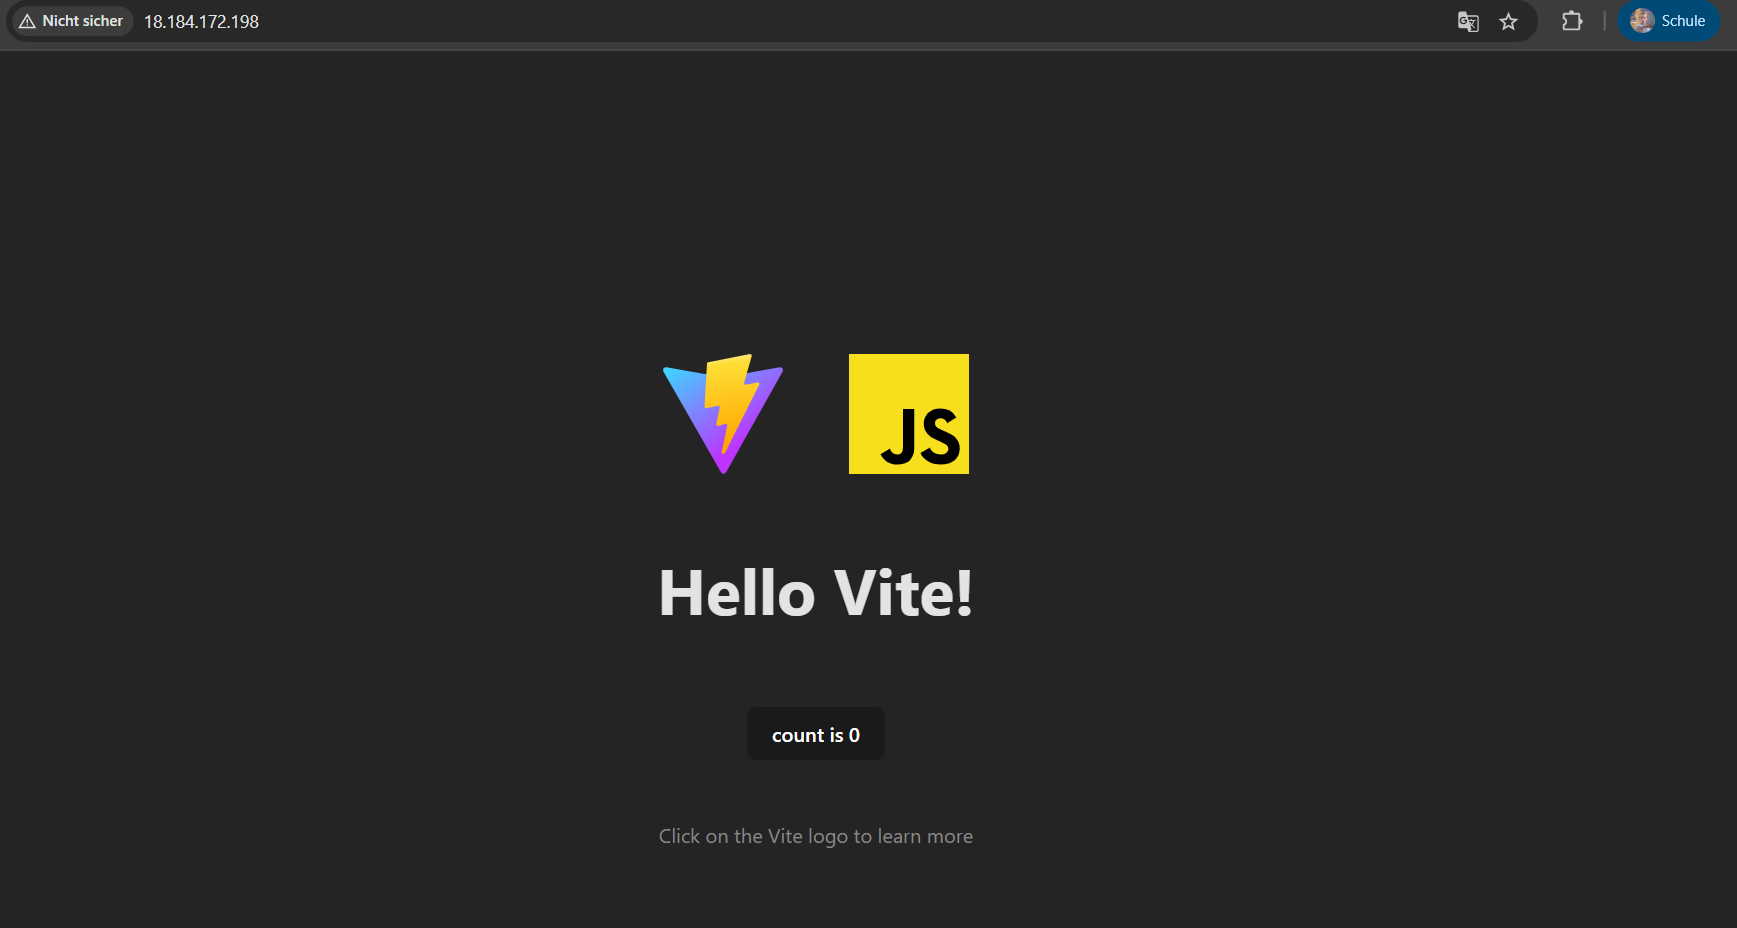 Nicht sicher 18.184.172.198 Schule
JS
Hello Vite!
count is 0
Click on the Vite logo to learn more